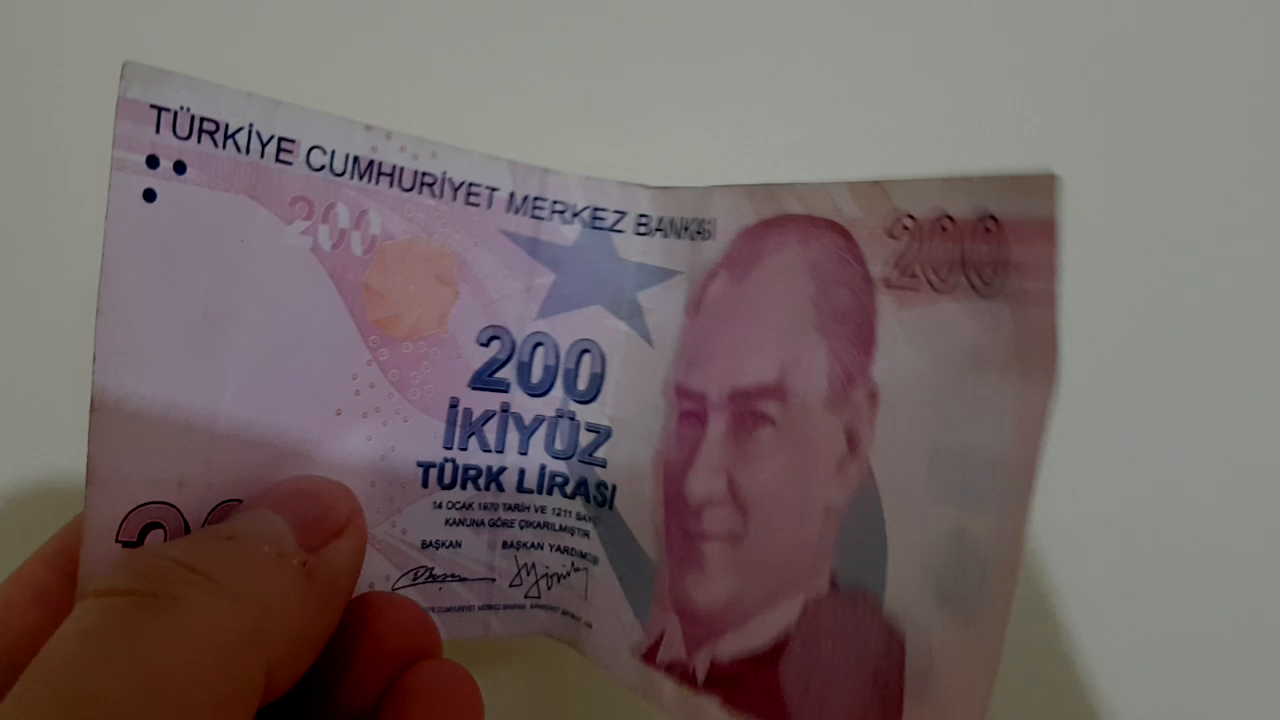 TÜRKİYE CUMHURİYET MERKEZ BANKASI
200
200
200
İKİYÜZ
TÜRK LİRASI
14 OCAK 1970 TARİH VE 1211 SAYILI
KANUNA GÖRE ÇIKARILMIŞTIR
BAŞKAN BAŞKAN YARDIMCISI